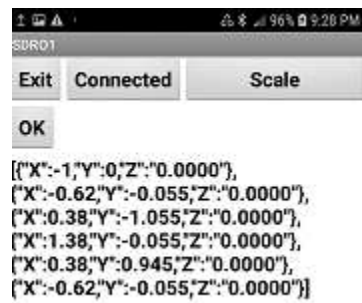 96% 9:28 PM
SDRO1
Exit Connected Scale
OK
[{"X":-1,"Y":0,"Z":"0.0000"},
{"X":-0.62,"Y":-0.055,"Z":"0.0000"},
{"X":0.38,"Y":-1.055,"Z":"0.0000"},
{"X":1.38,"Y":-0.055,"Z":"0.0000"},
{"X":0.38,"Y":0.945,"Z":"0.0000"},
{"X":-0.62,"Y":-0.055,"Z":"0.0000"}]